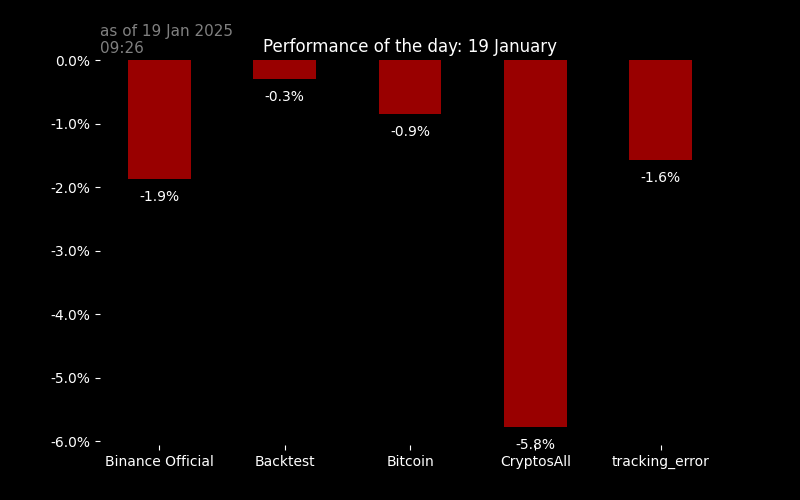 as of 19 Jan 2025
09:26
Performance of the day: 19 January
0.0%
-1.0%
-2.0%
-3.0%
-4.0%
-5.0%
-6.0%
-1.9%
-0.3%
-0.9%
-5.8%
-1.6%
Binance Official
Backtest
Bitcoin
CryptosAll
tracking_error